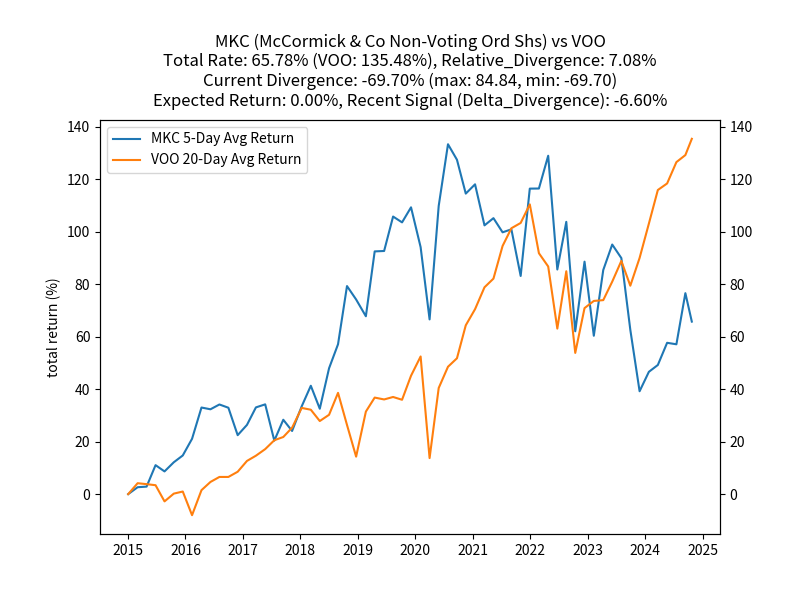 MKC (McCormick & Co Non-Voting Ord Shs) vs VOO
Total Rate: 65.78% (VOO: 135.48%), Relative_Divergence: 7.08%
Current Divergence: -69.70% (max: 84.84, min: -69.70)
Expected Return: 0.00%, Recent Signal (Delta_Divergence): -6.60%
MKC 5-Day Avg Return
VOO 20-Day Avg Return
total return (%)
140
120
100
80
60
40
20
0
140
120
100
80
60
40
20
0
2015 2016 2017 2018 2019 2020 2021 2022 2023 2024 2025